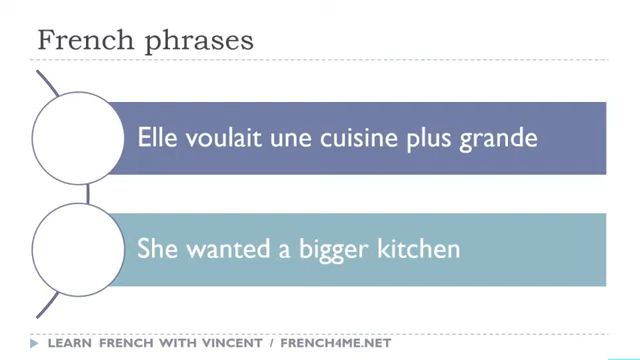 French phrases
Elle voulait une cuisine plus grande
She wanted a bigger kitchen
LEARN FRENCH WITH VINCENT / FRENCH4ME.NET